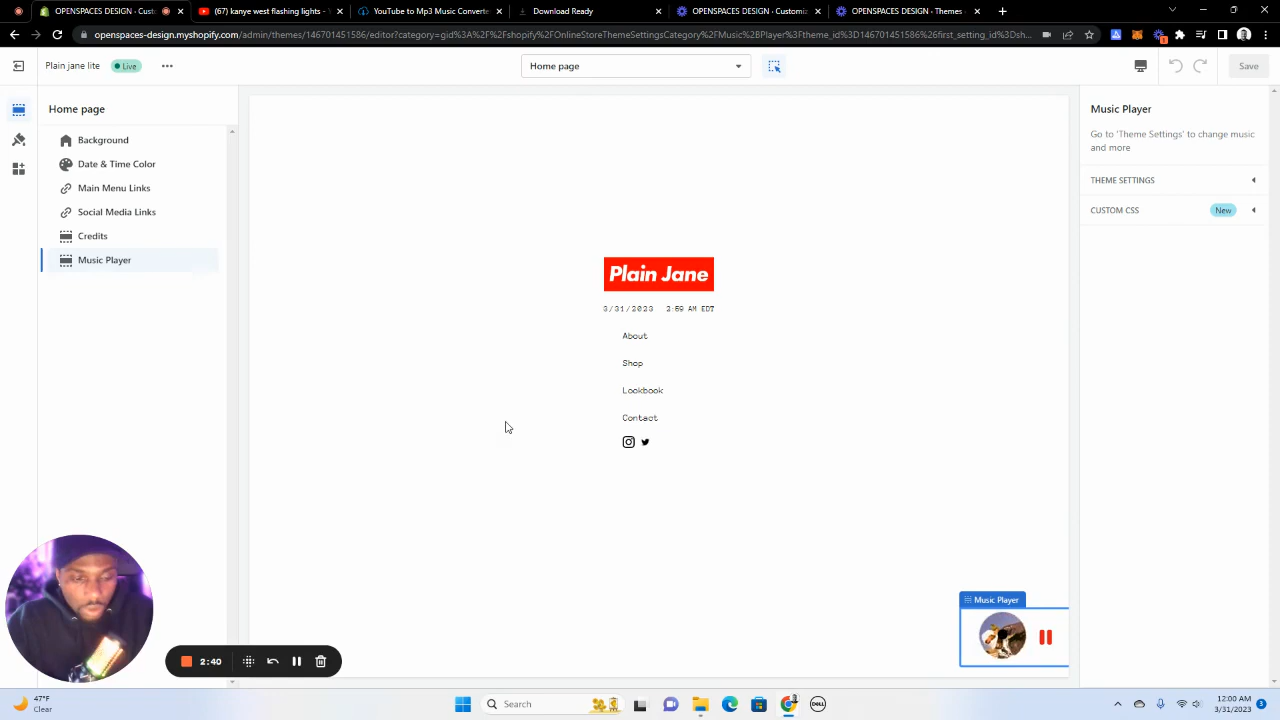 OPENSPACES DESIGN - Custo
(67) kanye west flashing lights -
YouTube to Mp3 Music Converte
Download Ready
OPENSPACES DESIGN - Customiz
OPENSPACES DESIGN - Themes -
openspaces-design.myshopify.com/admin/themes/146701451586/editor?category=gid%3A%2F%2Fshopify%2FOnlineStoreThemeSettingsCategory%2FMusic%2BPlayer%3Ftheme_id%3D146701451586%26first_setting_id%3Dsh...
Plain jane lite
Live
Home page
Save
Home page
Background
Date & Time Color
Main Menu Links
Social Media Links
Credits
Music Player
Plain Jane
3/31/2023 2:59 AM EDT
About
Shop
Lookbook
Contact
Music Player
Music Player
Go to 'Theme Settings' to change music
and more
THEME SETTINGS
CUSTOM CSS
New
2:40
47°F
Clear
Search
DELL
12:00 AM
3/31/2023
3